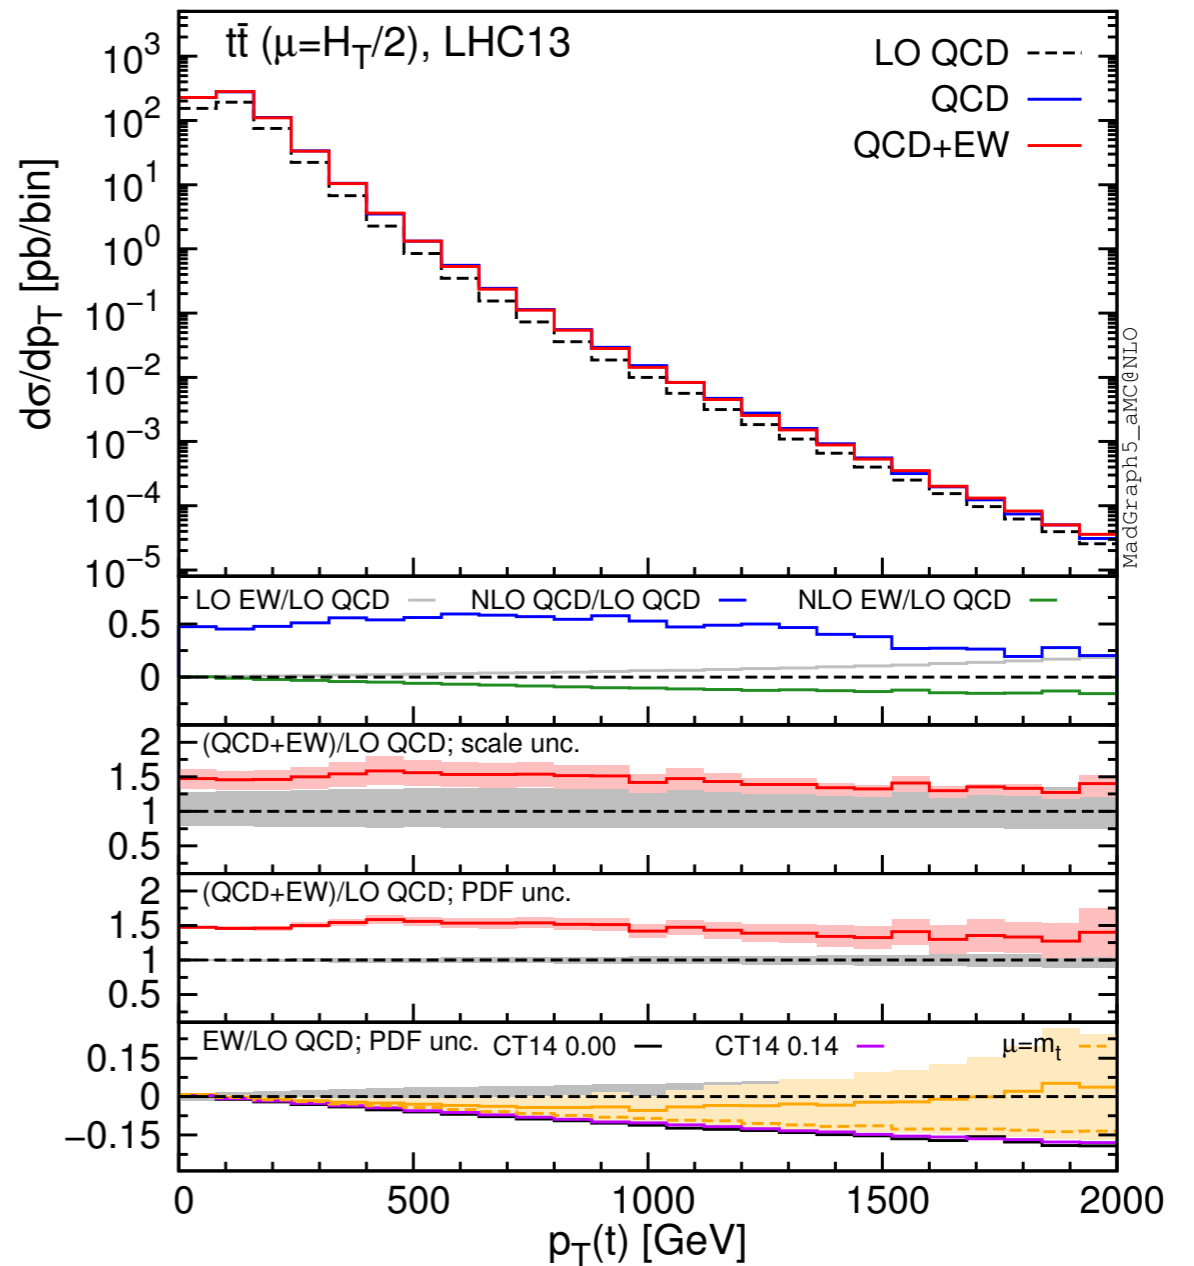 tt̄ (μ=H_T/2), LHC13
LO QCD
QCD
QCD+EW
dσ/dp_T [pb/bin]
10^3
10^2
10^1
10^0
10^−1
10^−2
10^−3
10^−4
10^−5
MadGraph5_aMC@NLO
LO EW/LO QCD NLO QCD/LO QCD NLO EW/LO QCD
0.5
0
(QCD+EW)/LO QCD; scale unc.
2
1.5
1
0.5
(QCD+EW)/LO QCD; PDF unc.
2
1.5
1
0.5
EW/LO QCD; PDF unc. CT14 0.00 CT14 0.14 μ=m_t
0.15
0
−0.15
0 500 1000 1500 2000
p_T(t) [GeV]